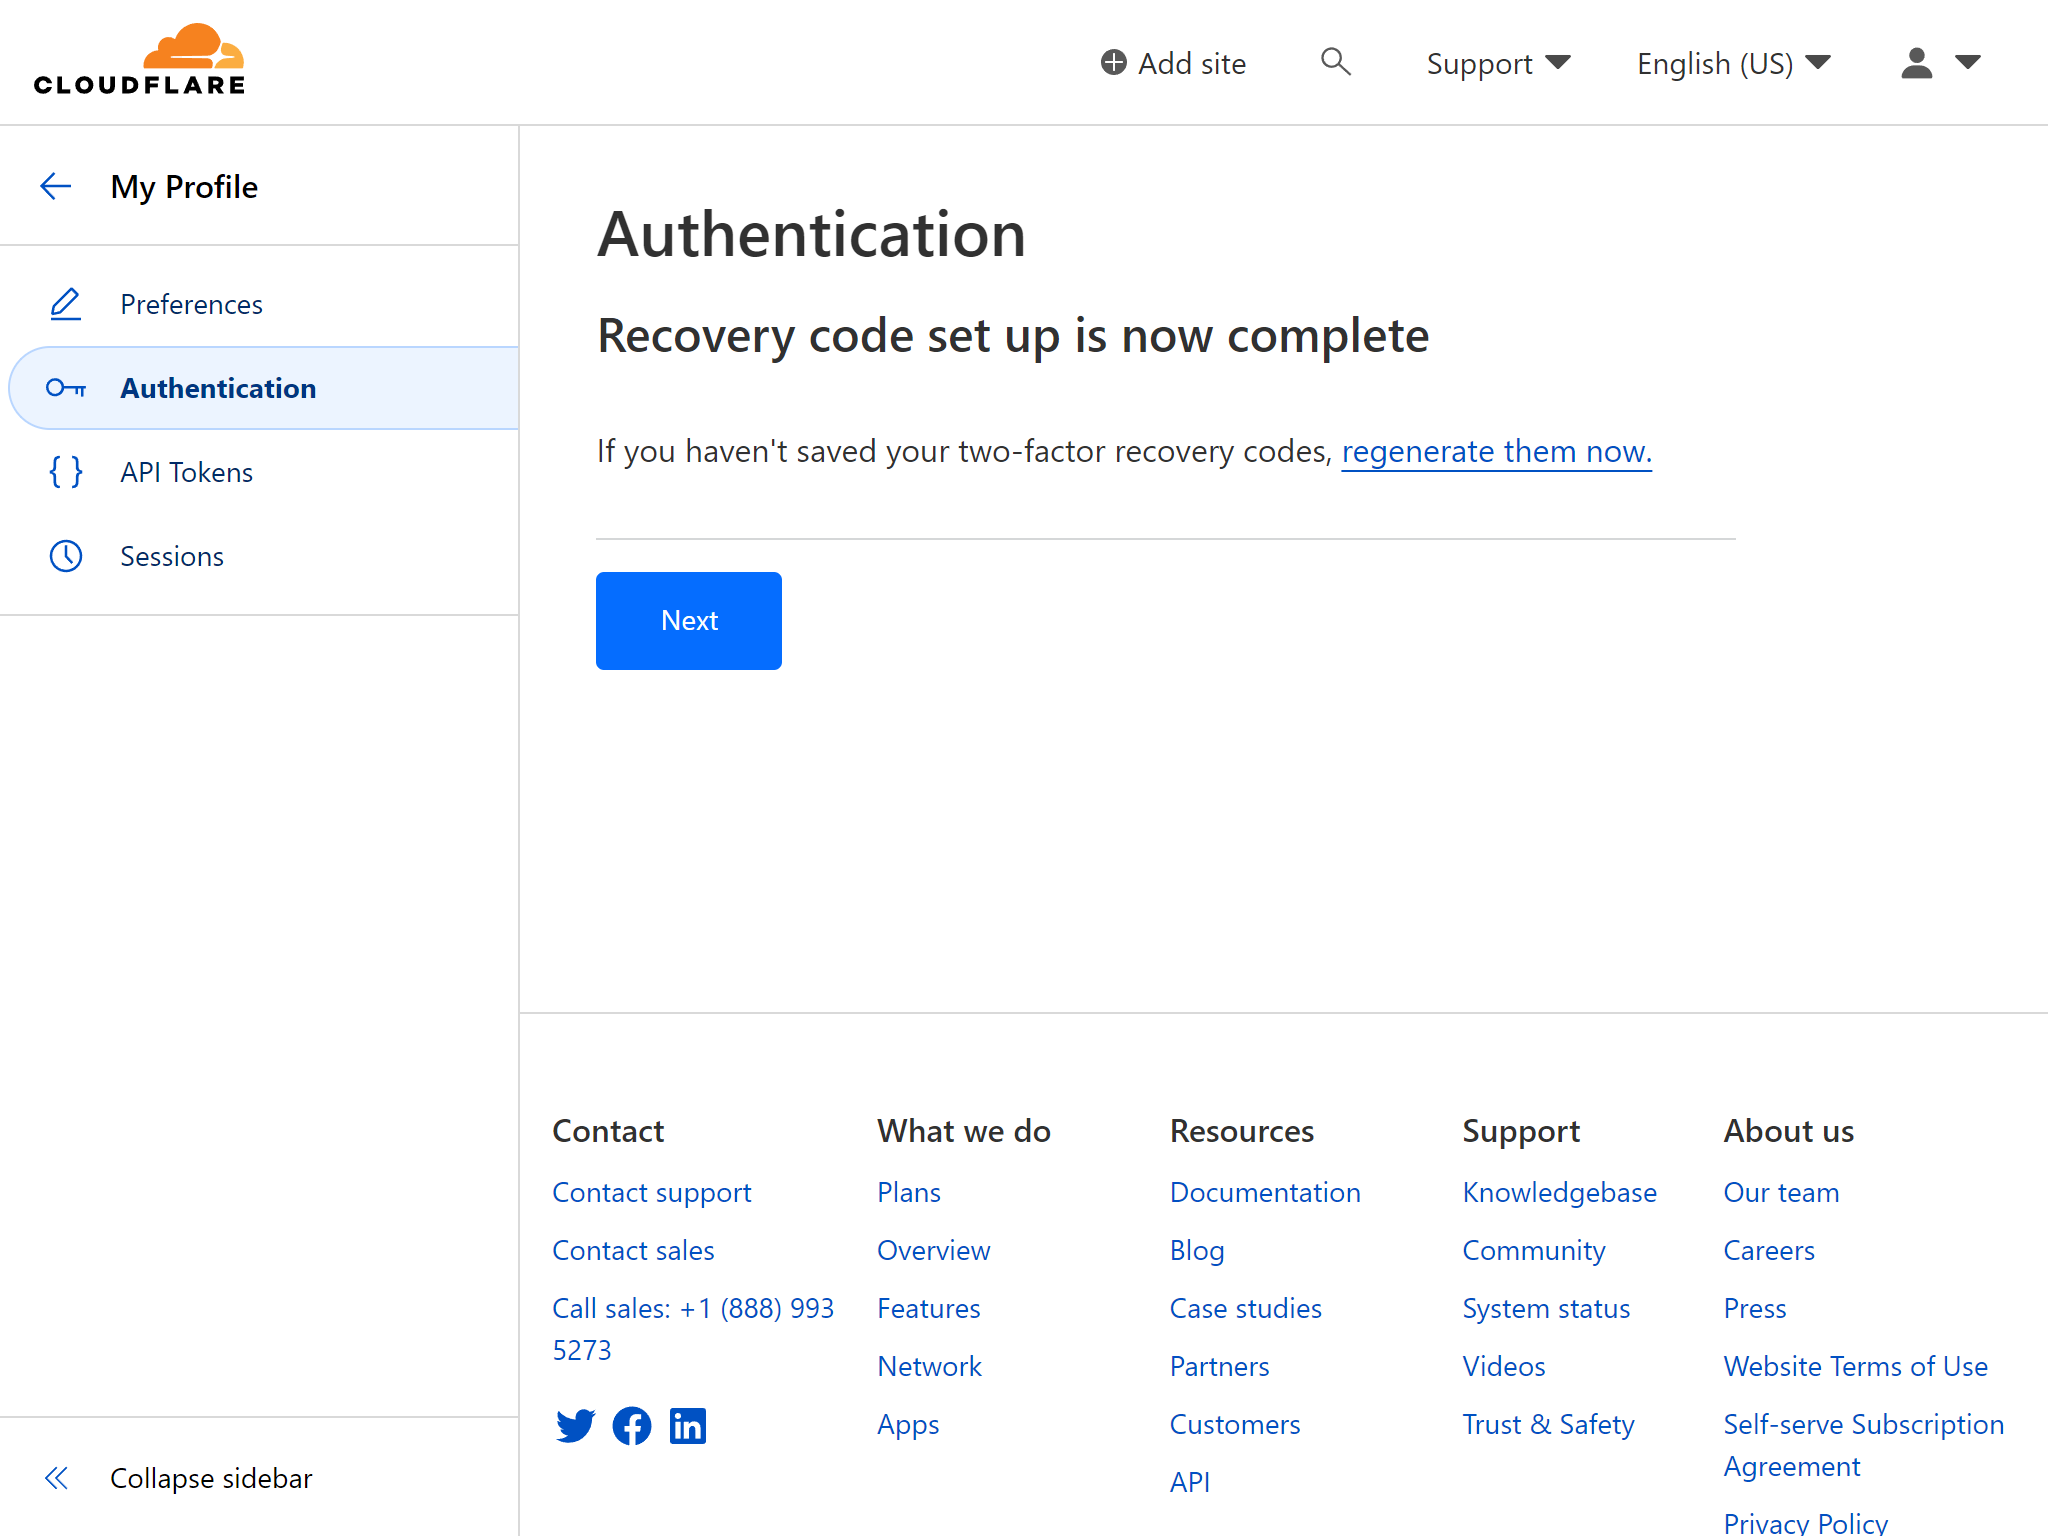 CLOUDFLARE
Add site
Support
English (US)
My Profile
Preferences
Authentication
API Tokens
Sessions
Collapse sidebar
Authentication
Recovery code set up is now complete
If you haven't saved your two-factor recovery codes, regenerate them now.
Next
Contact
Contact support
Contact sales
Call sales: +1 (888) 993
5273
What we do
Plans
Overview
Features
Network
Apps
Resources
Documentation
Blog
Case studies
Partners
Customers
API
Support
Knowledgebase
Community
System status
Videos
Trust & Safety
About us
Our team
Careers
Press
Website Terms of Use
Self-serve Subscription
Agreement
Privacy Policy